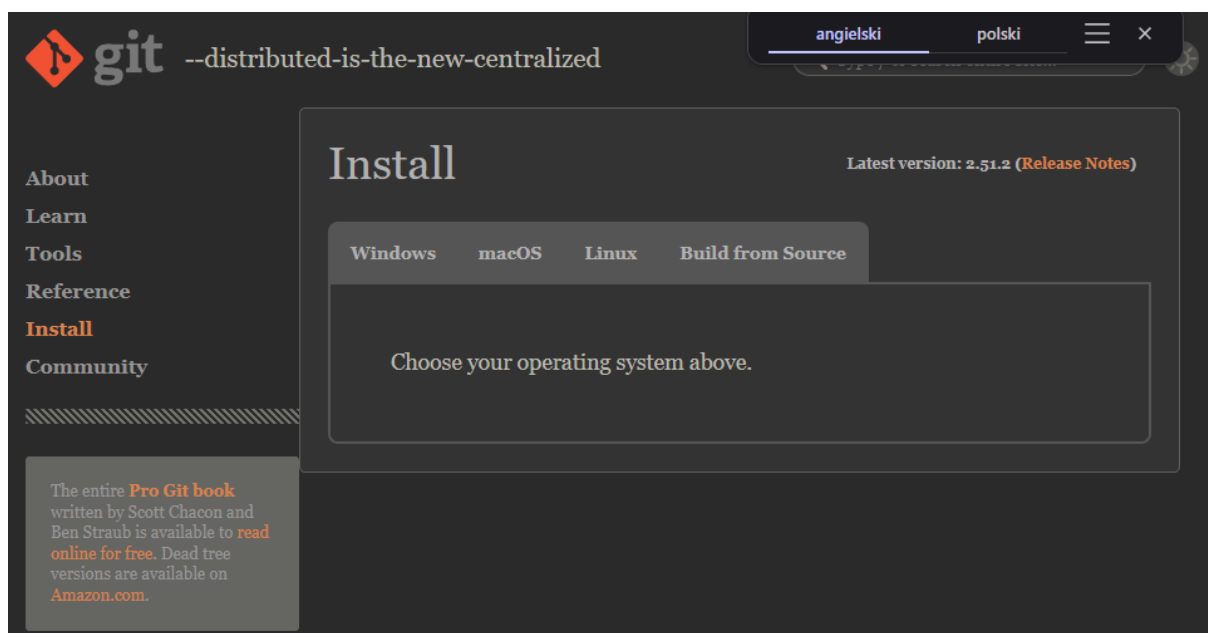 git --distributed-is-the-new-centralized
angielski polski
About
Learn
Tools
Reference
Install
Community
The entire Pro Git book
written by Scott Chacon and
Ben Straub is available to read
online for free. Dead tree
versions are available on
Amazon.com.
Install
Latest version: 2.51.2 (Release Notes)
Windows macOS Linux Build from Source
Choose your operating system above.